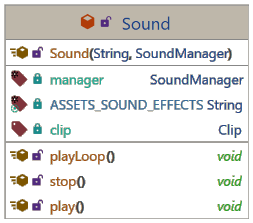 Sound
Sound(String, SoundManager)
manager SoundManager
ASSETS_SOUND_EFFECTS String
clip Clip
playLoop() void
stop() void
play() void